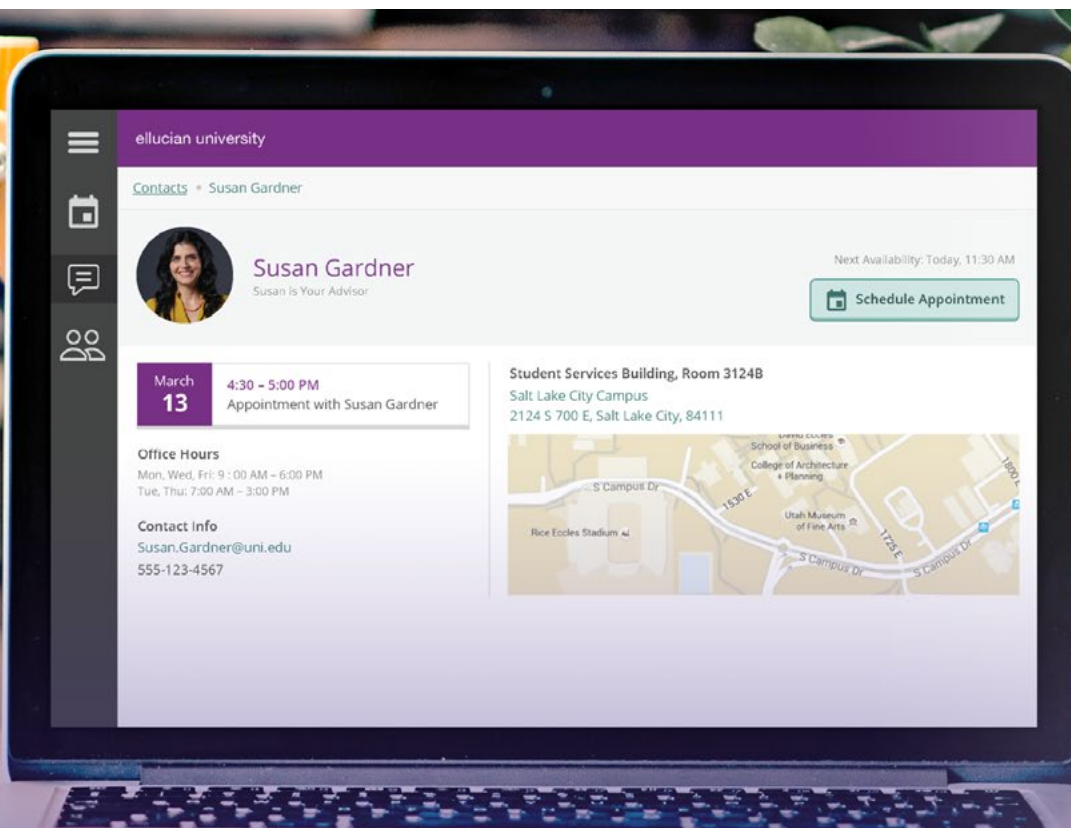 ellucian university
Contacts • Susan Gardner
Susan Gardner
Susan is Your Advisor
Next Availability: Today, 11:30 AM
Schedule Appointment
March
13
4:30 – 5:00 PM
Appointment with Susan Gardner
Office Hours
Mon, Wed, Fri: 9 : 00 AM – 6:00 PM
Tue, Thu: 7:00 AM – 3:00 PM
Contact Info
Susan.Gardner@uni.edu
555-123-4567
Student Services Building, Room 3124B
Salt Lake City Campus
2124 S 700 E, Salt Lake City, 84111
David Eccles
School of Business
College of Architecture
+ Planning
1800 E
S Campus Dr
1530 E
Utah Museum
of Fine Arts
Rice Eccles Stadium
1725 E
S Campus Dr
S Campus Dr